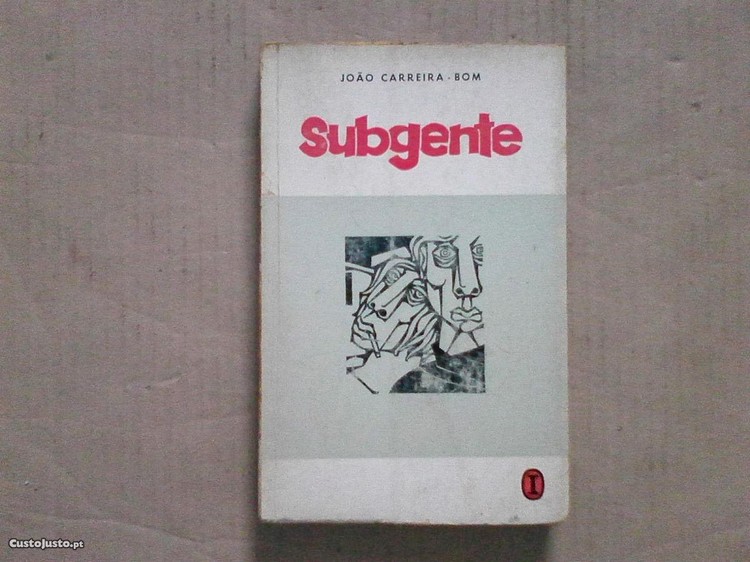 JOÃO CARREIRA-BOM
Subgente
I
CustoJusto.pt